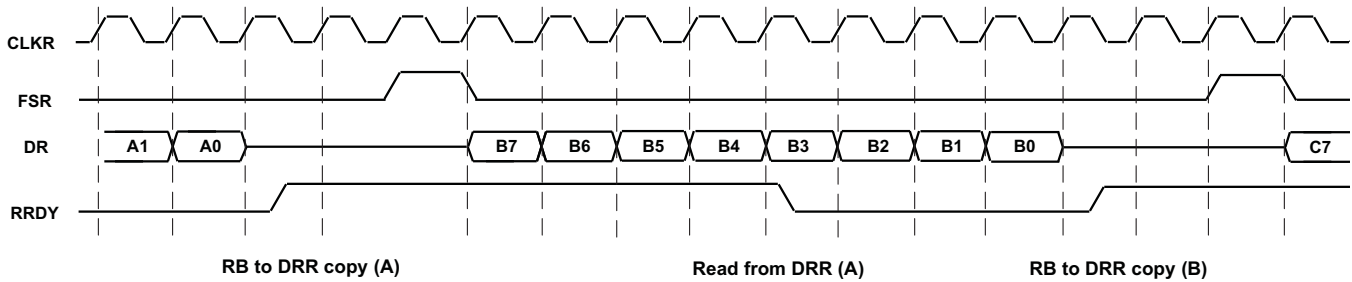 CLKR
FSR
DR A1 A0 B7 B6 B5 B4 B3 B2 B1 B0 C7
RRDY
RB to DRR copy (A) Read from DRR (A) RB to DRR copy (B)